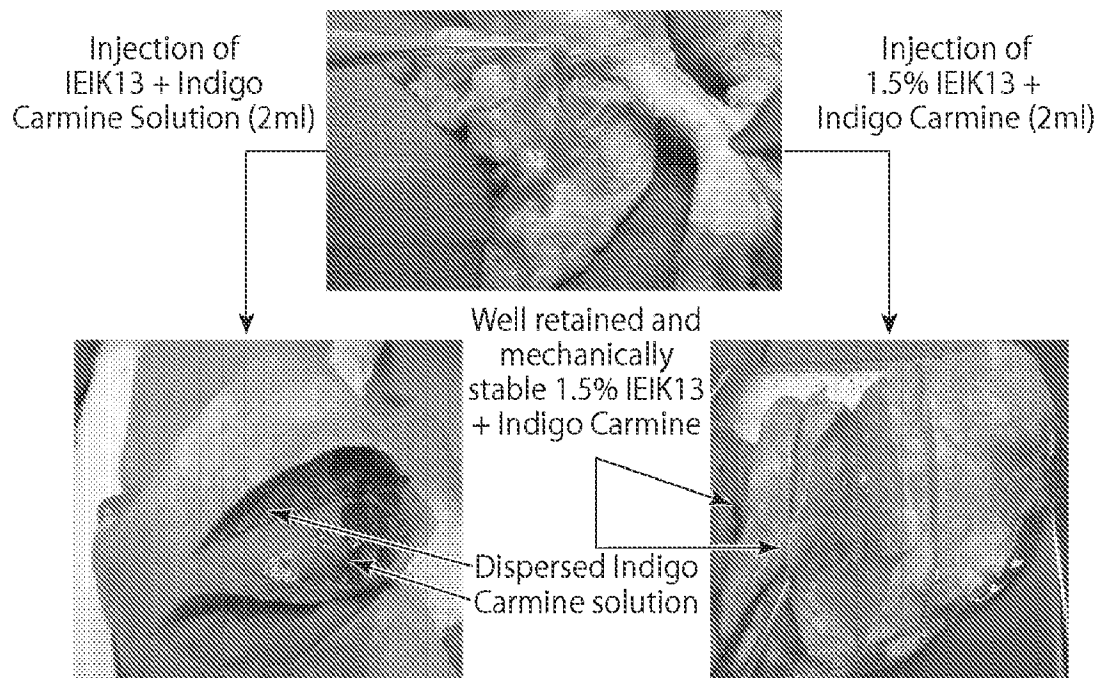 Injection of
IEIK13 + Indigo
Carmine Solution (2ml)
Injection of
1.5% IEIK13 +
Indigo Carmine (2ml)
Well retained and
mechanically
stable 1.5% IEIK13
+ Indigo Carmine
Dispersed Indigo
Carmine solution